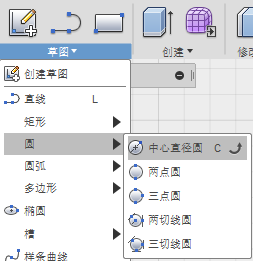 草图 创建 修改
创建草图
直线 L
矩形
圆 中心直径圆 C
圆弧 两点圆
多边形 三点圆
椭圆 两切线圆
槽 三切线圆
样条曲线